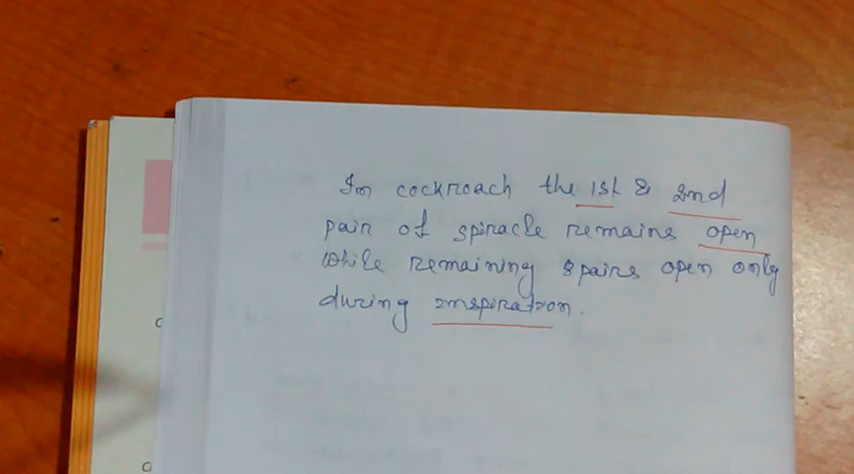 In cockroach the 1st & 2nd
pair of spiracle remains open
While remaining 8 pairs open only
during inspiration.